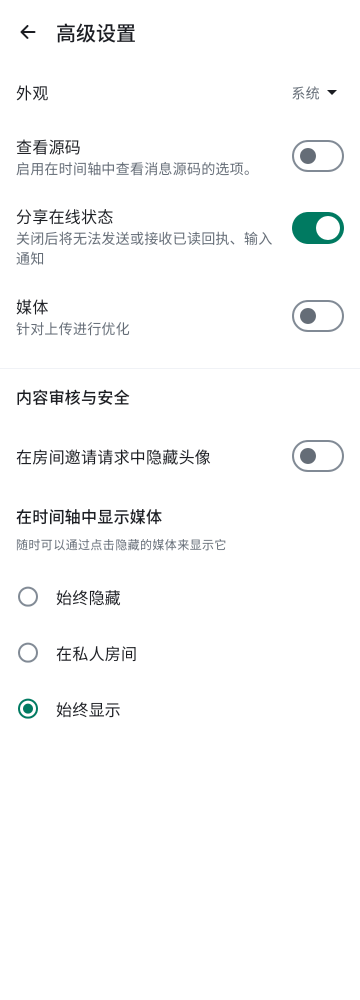 高级设置
外观
系统
查看源码
启用在时间轴中查看消息源码的选项。
分享在线状态
关闭后将无法发送或接收已读回执、输入
通知
媒体
针对上传进行优化
内容审核与安全
在房间邀请请求中隐藏头像
在时间轴中显示媒体
随时可以通过点击隐藏的媒体来显示它
始终隐藏
在私人房间
始终显示